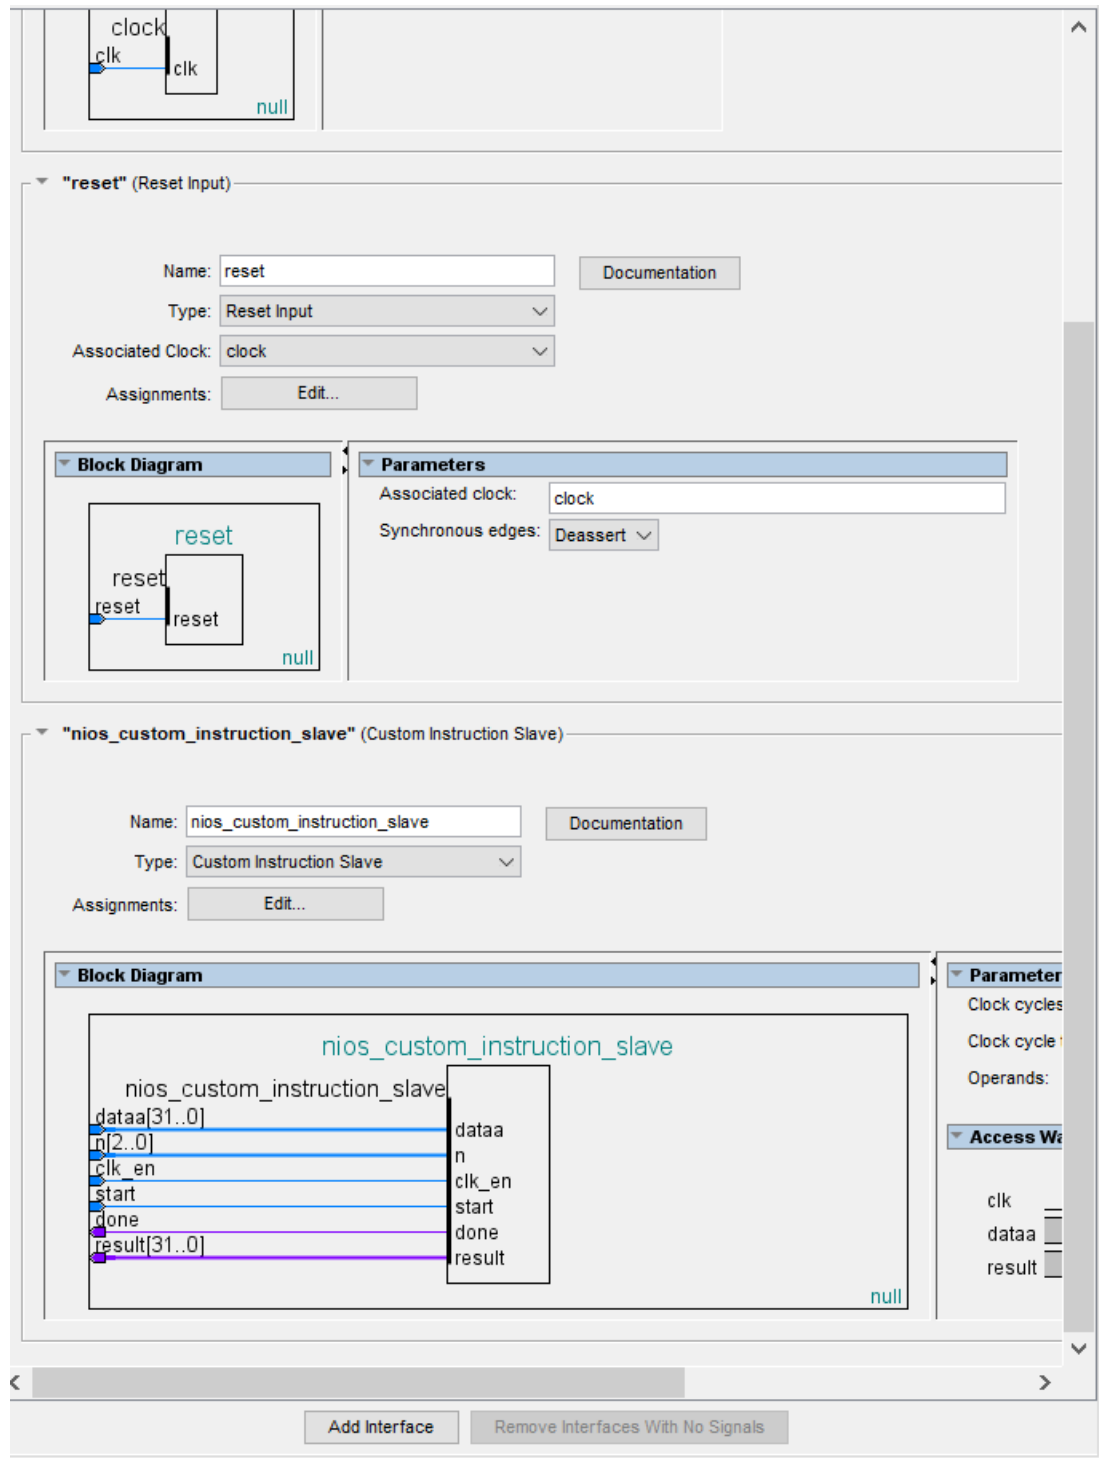 clock
clk
clk
null
"reset" (Reset Input)
Name: reset Documentation
Type: Reset Input
Associated Clock: clock
Assignments: Edit...
Block Diagram
reset
reset
reset
reset
null
Parameters
Associated clock: clock
Synchronous edges: Deassert
"nios_custom_instruction_slave" (Custom Instruction Slave)
Name: nios_custom_instruction_slave Documentation
Type: Custom Instruction Slave
Assignments: Edit...
Block Diagram
nios_custom_instruction_slave
nios_custom_instruction_slave
dataa[31..0]
dataa
n[2..0]
n
clk_en
clk_en
start
start
done
done
result[31..0]
result
null
Parameter
Clock cycles
Clock cycle
Operands:
Access Wa
clk
dataa
result
Add Interface Remove Interfaces With No Signals